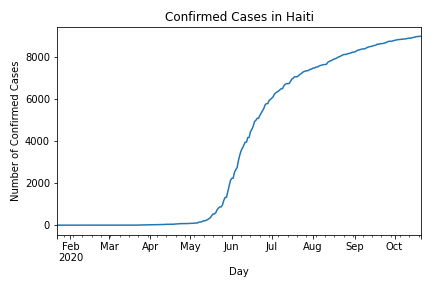 Confirmed Cases in Haiti
Number of Confirmed Cases
8000
6000
4000
2000
0
Feb Mar Apr May Jun Jul Aug Sep Oct
2020
Day